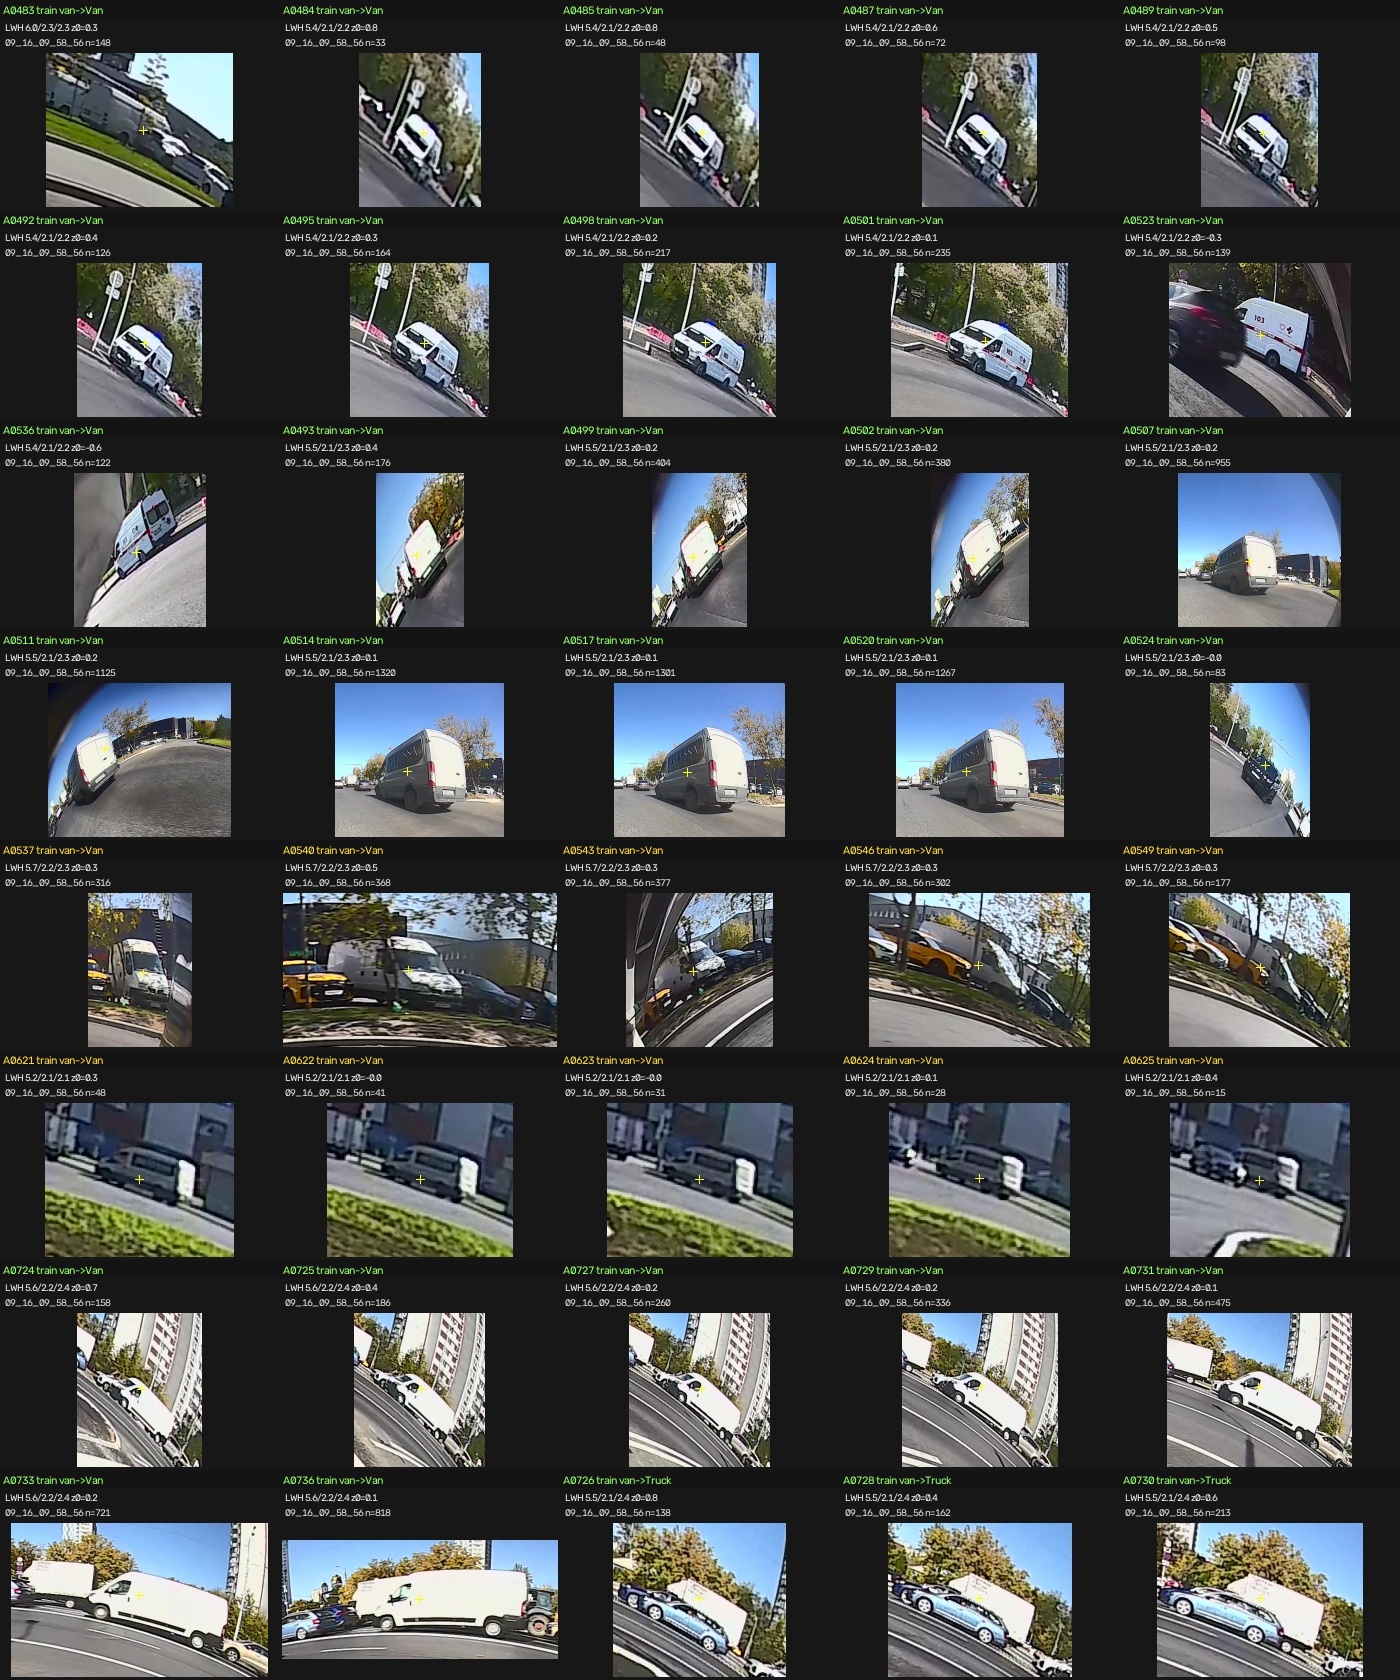 A0483 train van->Van
LWH 6.0/2.3/2.3 z0=0.3
09_16_09_58_56 n=148
A0484 train van->Van
LWH 5.4/2.1/2.2 z0=0.8
09_16_09_58_56 n=33
A0485 train van->Van
LWH 5.4/2.1/2.2 z0=0.8
09_16_09_58_56 n=48
A0487 train van->Van
LWH 5.4/2.1/2.2 z0=0.6
09_16_09_58_56 n=72
A0489 train van->Van
LWH 5.4/2.1/2.2 z0=0.5
09_16_09_58_56 n=98
A0492 train van->Van
LWH 5.4/2.1/2.2 z0=0.4
09_16_09_58_56 n=126
A0495 train van->Van
LWH 5.4/2.1/2.2 z0=0.3
09_16_09_58_56 n=164
A0498 train van->Van
LWH 5.4/2.1/2.2 z0=0.2
09_16_09_58_56 n=217
A0501 train van->Van
LWH 5.4/2.1/2.2 z0=0.1
09_16_09_58_56 n=235
A0523 train van->Van
LWH 5.4/2.1/2.2 z0=-0.3
09_16_09_58_56 n=139
103
A0536 train van->Van
LWH 5.4/2.1/2.2 z0=-0.6
09_16_09_58_56 n=122
A0493 train van->Van
LWH 5.5/2.1/2.3 z0=0.4
09_16_09_58_56 n=176
A0499 train van->Van
LWH 5.5/2.1/2.3 z0=0.2
09_16_09_58_56 n=404
A0502 train van->Van
LWH 5.5/2.1/2.3 z0=0.2
09_16_09_58_56 n=380
A0507 train van->Van
LWH 5.5/2.1/2.3 z0=0.2
09_16_09_58_56 n=955
A0511 train van->Van
LWH 5.5/2.1/2.3 z0=0.2
09_16_09_58_56 n=1125
A0514 train van->Van
LWH 5.5/2.1/2.3 z0=0.1
09_16_09_58_56 n=1320
A0517 train van->Van
LWH 5.5/2.1/2.3 z0=0.1
09_16_09_58_56 n=1301
A0520 train van->Van
LWH 5.5/2.1/2.3 z0=0.1
09_16_09_58_56 n=1267
A0524 train van->Van
LWH 5.5/2.1/2.3 z0=-0.0
09_16_09_58_56 n=83
A0537 train van->Van
LWH 5.7/2.2/2.3 z0=0.3
09_16_09_58_56 n=316
A0540 train van->Van
LWH 5.7/2.2/2.3 z0=0.5
09_16_09_58_56 n=368
A0543 train van->Van
LWH 5.7/2.2/2.3 z0=0.3
09_16_09_58_56 n=377
A0546 train van->Van
LWH 5.7/2.2/2.3 z0=0.3
09_16_09_58_56 n=302
A0549 train van->Van
LWH 5.7/2.2/2.3 z0=0.3
09_16_09_58_56 n=177
A0621 train van->Van
LWH 5.2/2.1/2.1 z0=0.3
09_16_09_58_56 n=48
A0622 train van->Van
LWH 5.2/2.1/2.1 z0=-0.0
09_16_09_58_56 n=41
A0623 train van->Van
LWH 5.2/2.1/2.1 z0=-0.0
09_16_09_58_56 n=31
A0624 train van->Van
LWH 5.2/2.1/2.1 z0=0.1
09_16_09_58_56 n=28
A0625 train van->Van
LWH 5.2/2.1/2.1 z0=0.4
09_16_09_58_56 n=15
A0724 train van->Van
LWH 5.6/2.2/2.4 z0=0.7
09_16_09_58_56 n=158
A0725 train van->Van
LWH 5.6/2.2/2.4 z0=0.4
09_16_09_58_56 n=186
A0727 train van->Van
LWH 5.6/2.2/2.4 z0=0.2
09_16_09_58_56 n=260
A0729 train van->Van
LWH 5.6/2.2/2.4 z0=0.2
09_16_09_58_56 n=336
A0731 train van->Van
LWH 5.6/2.2/2.4 z0=0.1
09_16_09_58_56 n=475
A0733 train van->Van
LWH 5.6/2.2/2.4 z0=0.2
09_16_09_58_56 n=721
A0736 train van->Van
LWH 5.6/2.2/2.4 z0=0.1
09_16_09_58_56 n=818
A0726 train van->Truck
LWH 5.5/2.1/2.4 z0=0.8
09_16_09_58_56 n=138
A0728 train van->Truck
LWH 5.5/2.1/2.4 z0=0.4
09_16_09_58_56 n=162
A0730 train van->Truck
LWH 5.5/2.1/2.4 z0=0.6
09_16_09_58_56 n=213